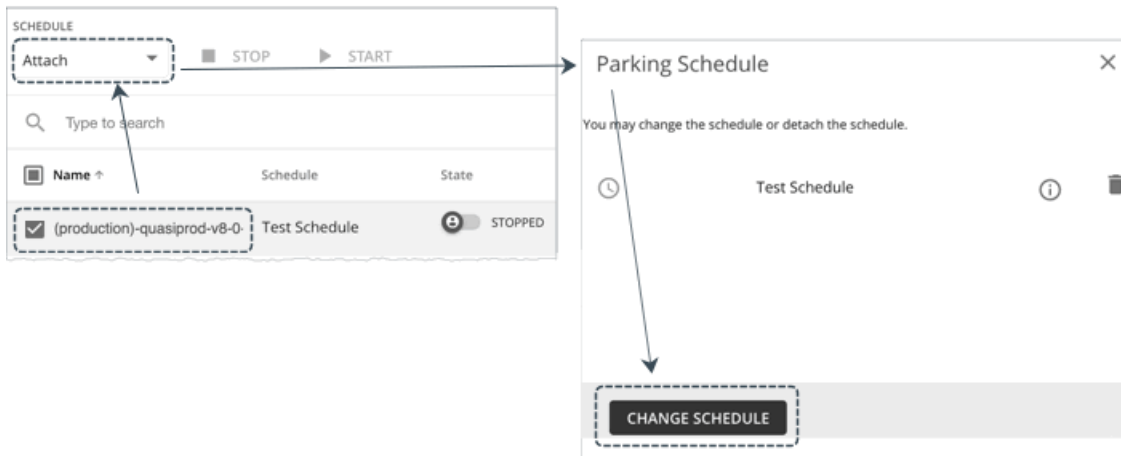 SCHEDULE
Attach STOP START
Type to search
Name ↑ Schedule State
(production)-quasiprod-v8-0- Test Schedule STOPPED
Parking Schedule
You may change the schedule or detach the schedule.
Test Schedule
CHANGE SCHEDULE